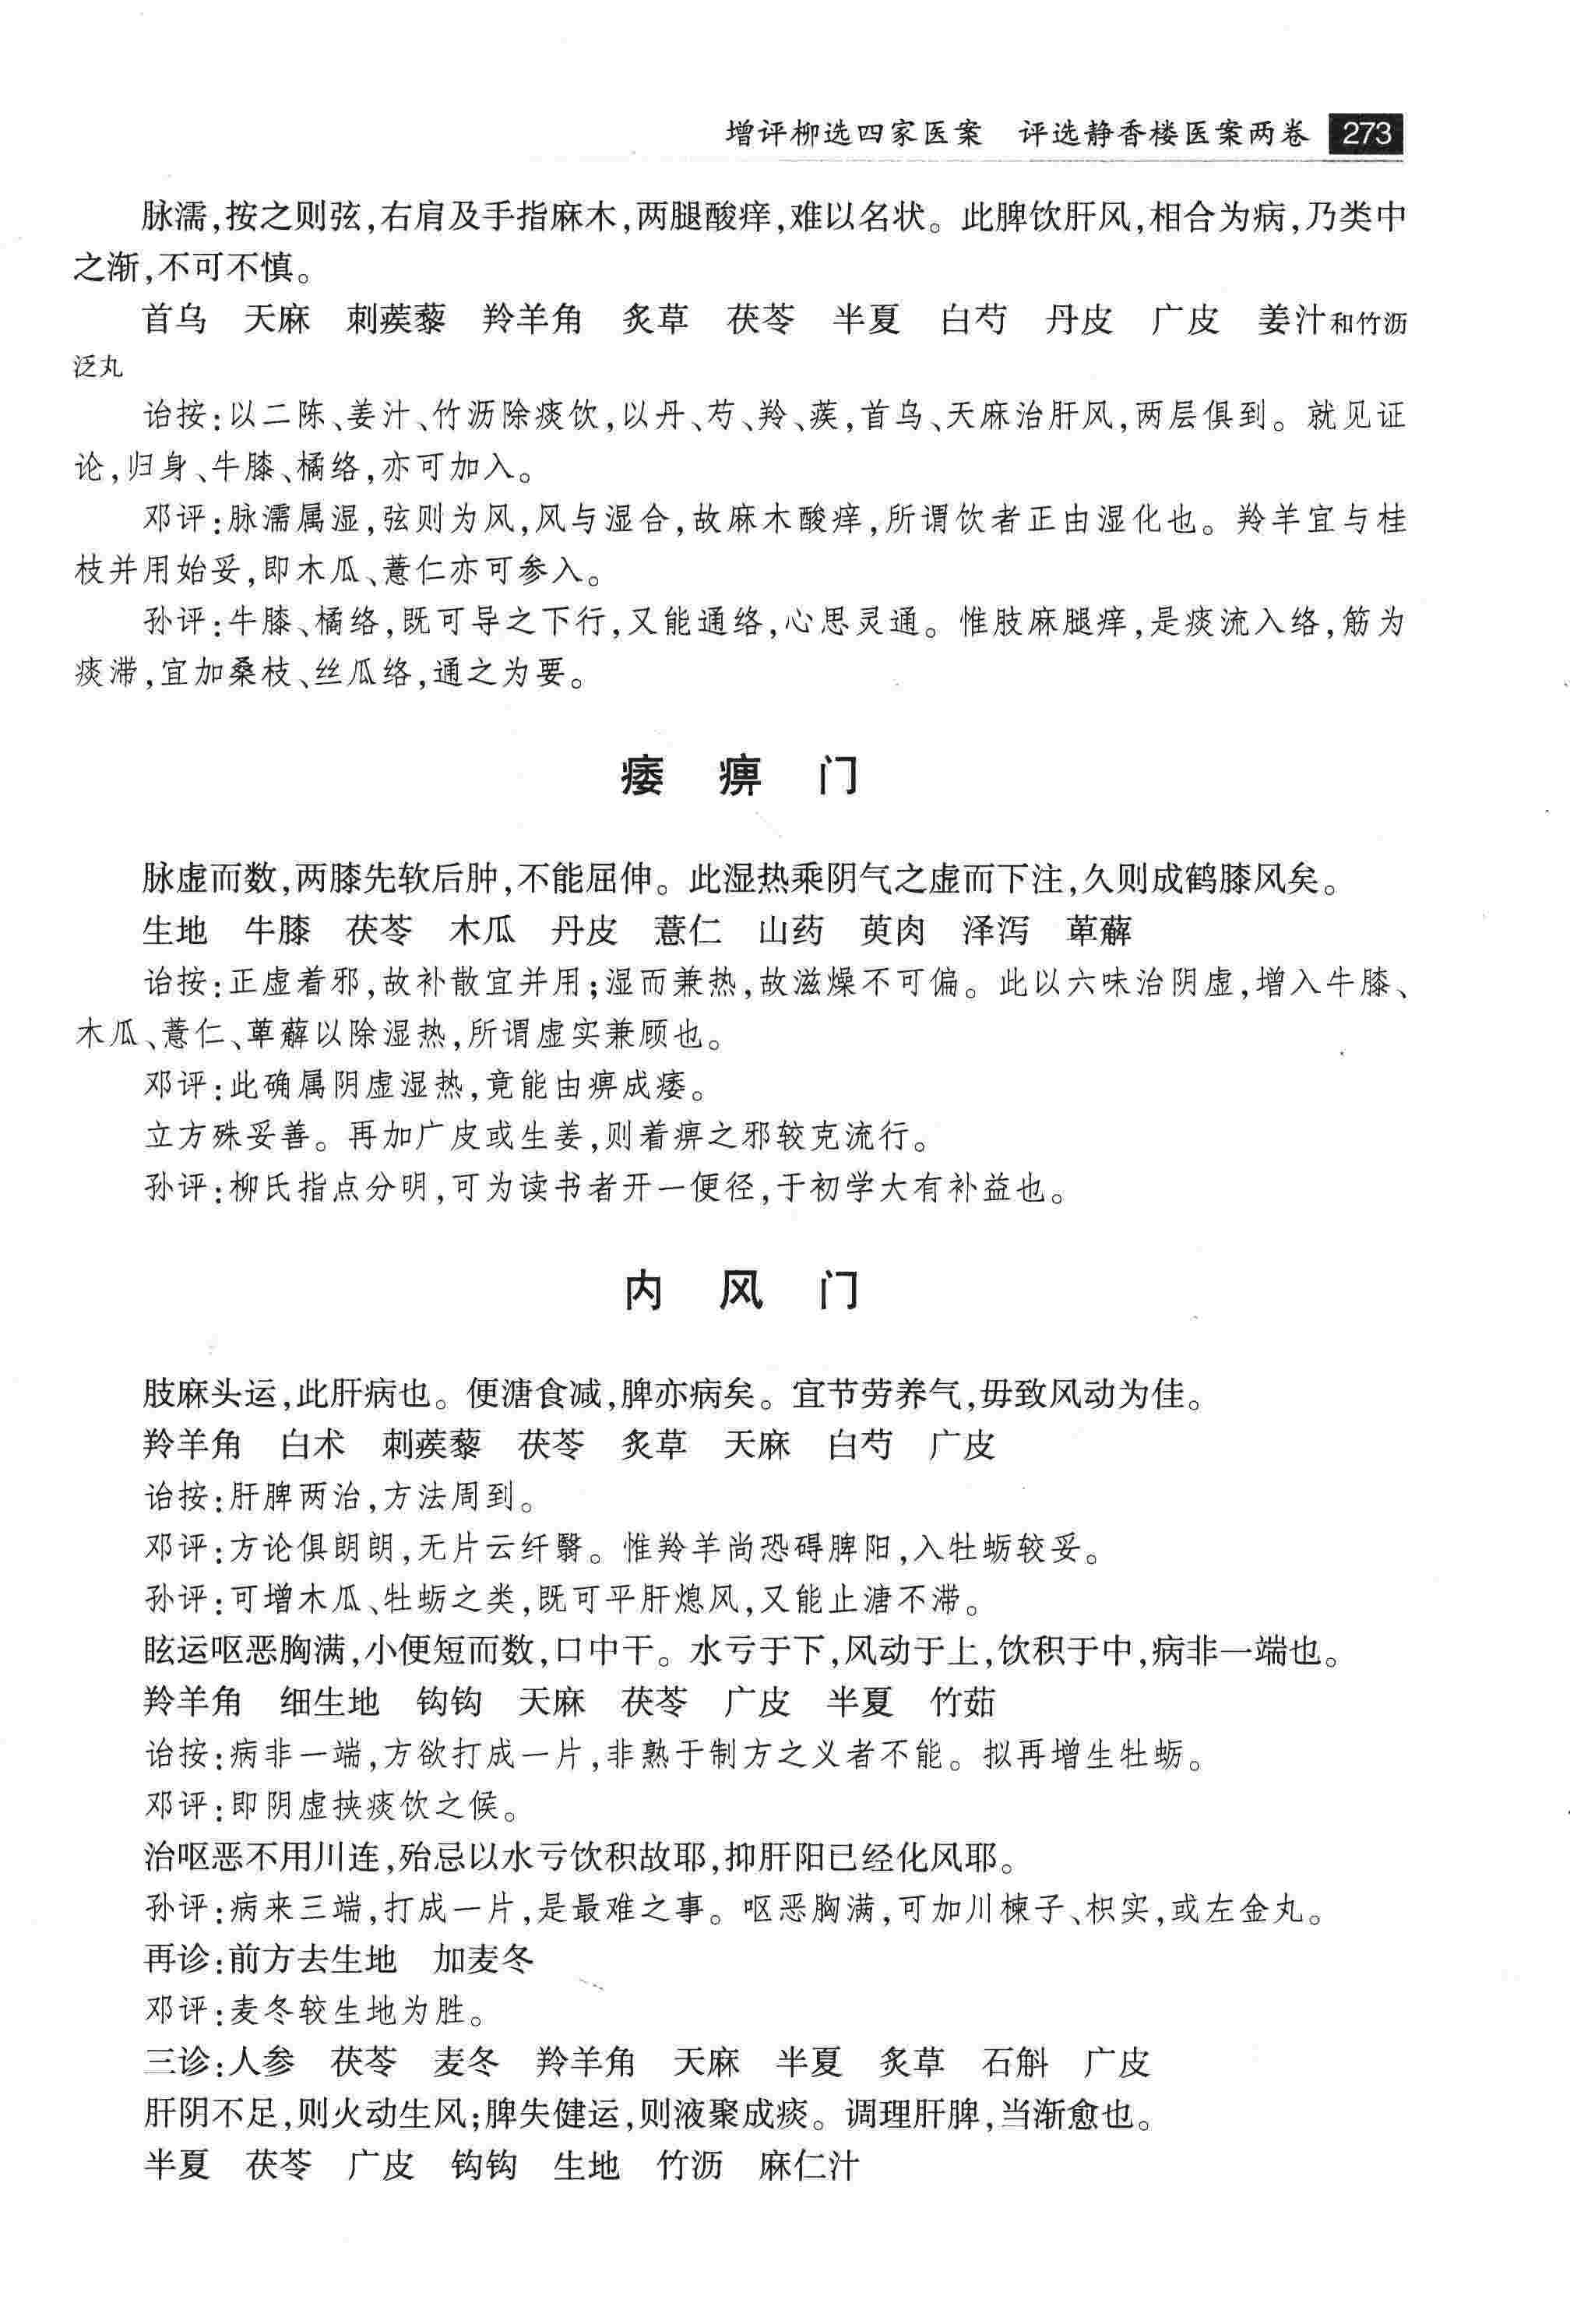 增评柳选四家医案　评选静香楼医案两卷　273
脉濡,按之则弦,右肩及手指麻木,两腿酸痒,难以名状。此脾饮肝风,相合为病,乃类中
之渐,不可不慎。
首乌　天麻　刺蒺藜　羚羊角　炙草　茯苓　半夏　白芍　丹皮　广皮　姜汁和竹沥
泛丸
诒按:以二陈、姜汁、竹沥除痰饮,以丹、芍、羚、蒺,首乌、天麻治肝风,两层俱到。就见证
论,归身、牛膝、橘络,亦可加入。
邓评:脉濡属湿,弦则为风,风与湿合,故麻木酸痒,所谓饮者正由湿化也。羚羊宜与桂
枝并用始妥,即木瓜、薏仁亦可参入。
孙评:牛膝、橘络,既可导之下行,又能通络,心思灵通。惟肢麻腿痒,是痰流入络,筋为
痰滞,宜加桑枝、丝瓜络,通之为要。
痿　痹　门
脉虚而数,两膝先软后肿,不能屈伸。此湿热乘阴气之虚而下注,久则成鹤膝风矣。
生地　牛膝　茯苓　木瓜　丹皮　薏仁　山药　萸肉　泽泻　萆薢
诒按:正虚着邪,故补散宜并用;湿而兼热,故滋燥不可偏。此以六味治阴虚,增入牛膝、
木瓜、薏仁、萆薢以除湿热,所谓虚实兼顾也。
邓评:此确属阴虚湿热,竟能由痹成痿。
立方殊妥善。再加广皮或生姜,则着痹之邪较克流行。
孙评:柳氏指点分明,可为读书者开一便径,于初学大有补益也。
内　风　门
肢麻头运,此肝病也。便溏食减,脾亦病矣。宜节劳养气,毋致风动为佳。
羚羊角　白术　刺蒺藜　茯苓　炙草　天麻　白芍　广皮
诒按:肝脾两治,方法周到。
邓评:方论俱朗朗,无片云纤翳。惟羚羊尚恐碍脾阳,入牡蛎较妥。
孙评:可增木瓜、牡蛎之类,既可平肝熄风,又能止溏不滞。
眩运呕恶胸满,小便短而数,口中干。水亏于下,风动于上,饮积于中,病非一端也。
羚羊角　细生地　钩钩　天麻　茯苓　广皮　半夏　竹茹
诒按:病非一端,方欲打成一片,非熟于制方之义者不能。拟再增生牡蛎。
邓评:即阴虚挟痰饮之候。
治呕恶不用川连,殆忌以水亏饮积故耶,抑肝阳已经化风耶。
孙评:病来三端,打成一片,是最难之事。呕恶胸满,可加川楝子、枳实,或左金丸。
再诊:前方去生地　加麦冬
邓评:麦冬较生地为胜。
三诊:人参　茯苓　麦冬　羚羊角　天麻　半夏　炙草　石斛　广皮
肝阴不足,则火动生风;脾失健运,则液聚成痰。调理肝脾,当渐愈也。
半夏　茯苓　广皮　钩钩　生地　竹沥　麻仁汁